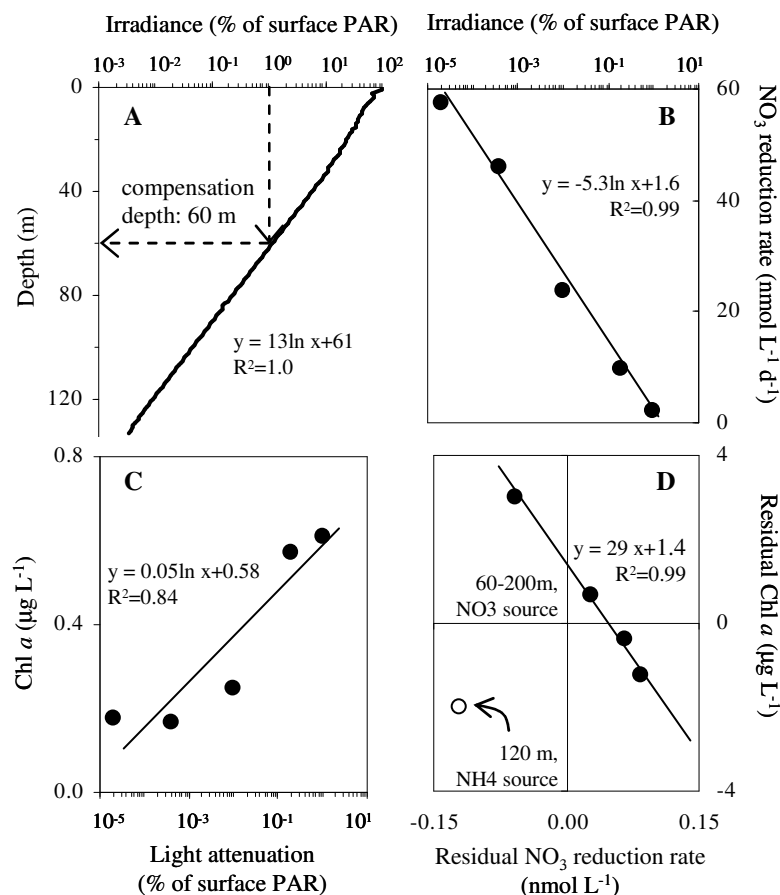 Irradiance (% of surface PAR)
10⁻³ 10⁻² 10⁻¹ 10⁰ 10¹ 10²
0
40
80
120
Depth (m)
A
compensation
depth: 60 m
y = 13ln x+61
R²=1.0
Irradiance (% of surface PAR)
10⁻⁵ 10⁻³ 10⁻¹ 10¹
60
40
20
0
NO₃ reduction rate (nmol L⁻¹ d⁻¹)
B
y = -5.3ln x+1.6
R²=0.99
0.8
0.4
0.0
Chl a (µg L⁻¹)
C
y = 0.05ln x+0.58
R²=0.84
10⁻⁵ 10⁻³ 10⁻¹ 10¹
Light attenuation
(% of surface PAR)
4
0
-4
Residual Chl a (µg L⁻¹)
D
y = 29 x+1.4
R²=0.99
60-200m,
NO3 source
120 m,
NH4 source
-0.15 0.00 0.15
Residual NO₃ reduction rate
(nmol L⁻¹)